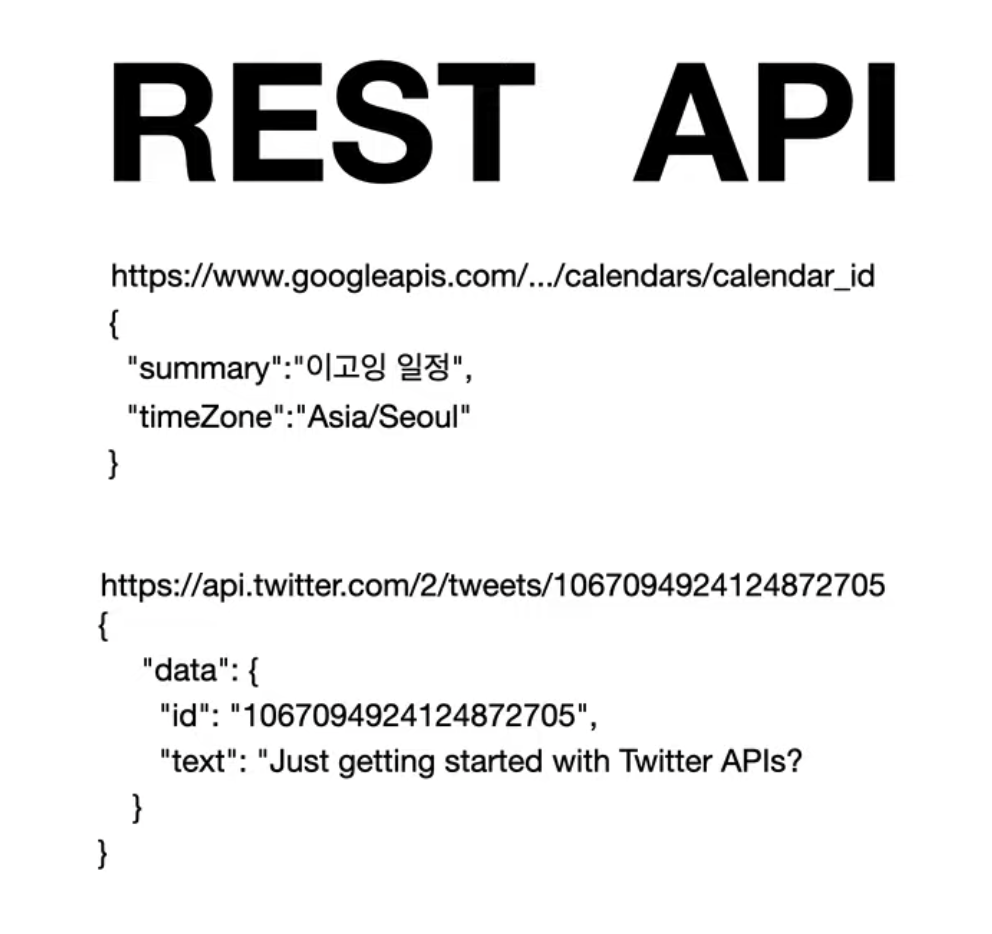 REST API
https://www.googleapis.com/.../calendars/calendar_id
{
"summary":"이고잉 일정",
"timeZone":"Asia/Seoul"
}
https://api.twitter.com/2/tweets/1067094924124872705
{
"data": {
"id": "1067094924124872705",
"text": "Just getting started with Twitter APIs?
}
}